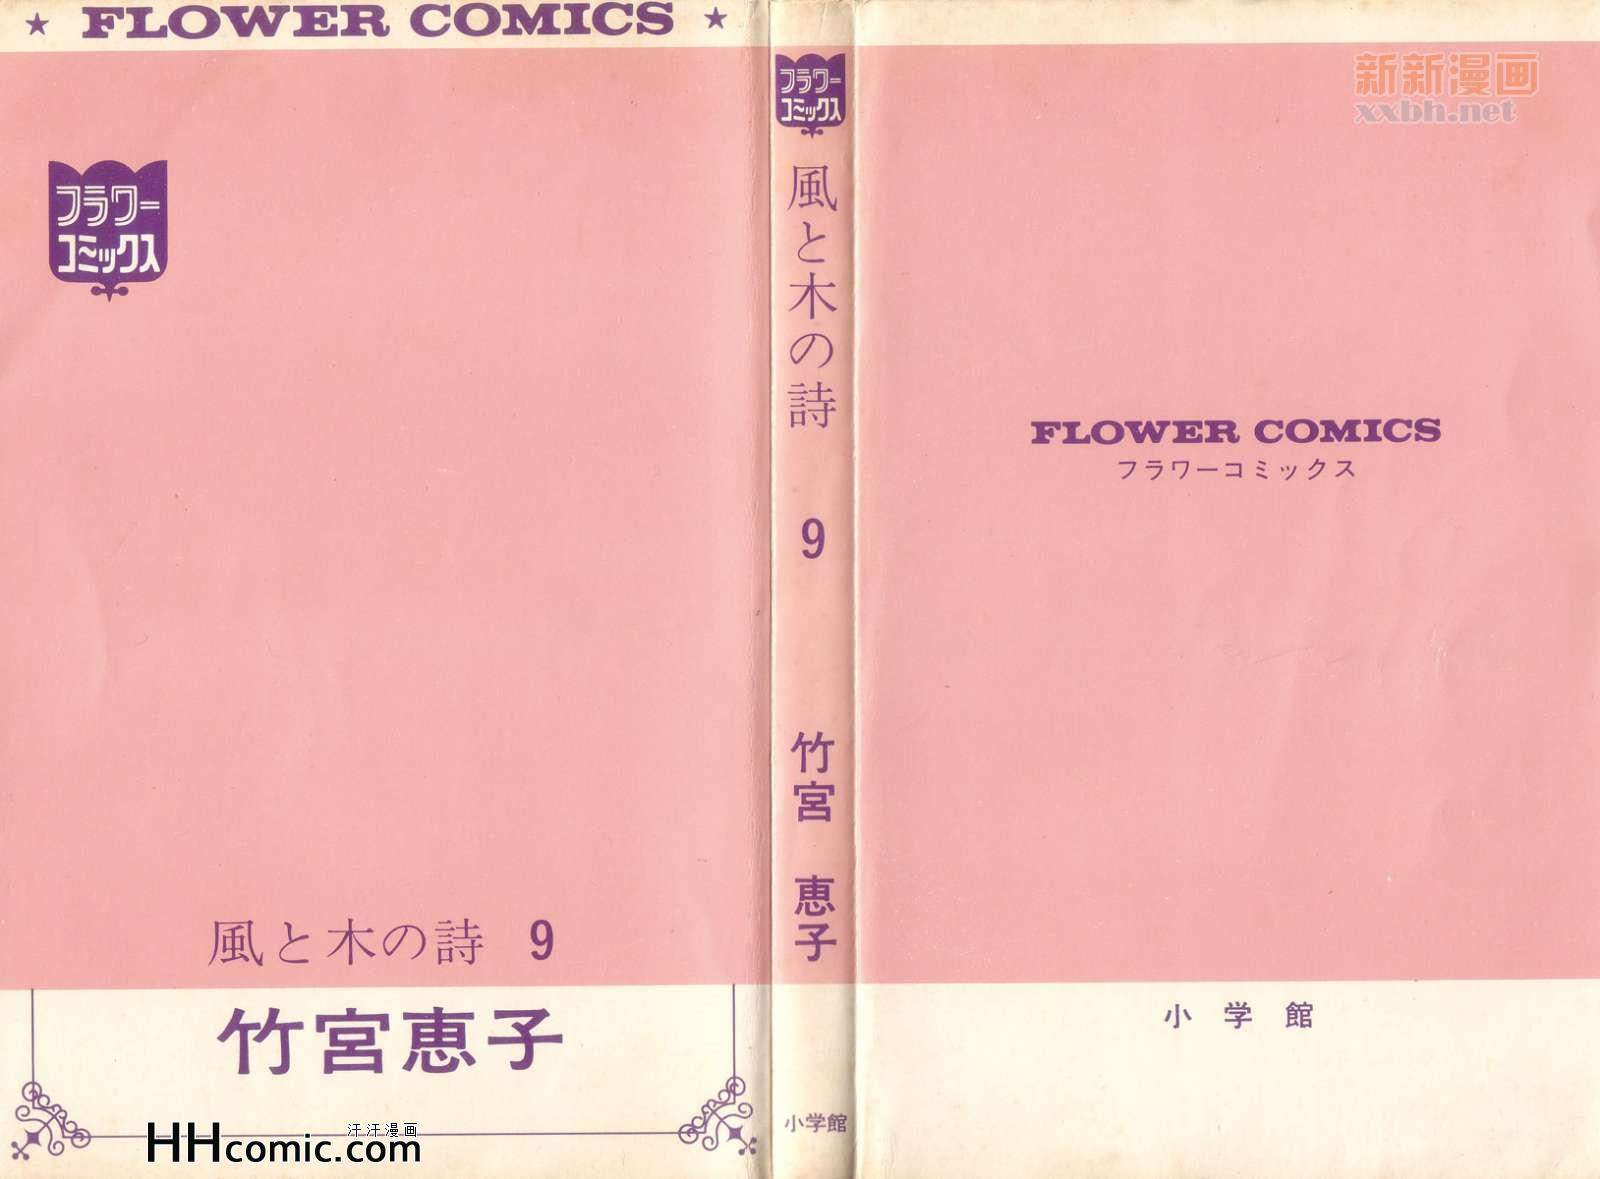 ★ FLOWER COMICS ★
フラワー
コミックス
風と木の詩 9
竹宮恵子
HHcomic.com
汗汗漫画
フラワー
コミックス
風と木の詩
9
竹宮 恵子
小学館
新新漫画
xxbh.net
FLOWER COMICS
フラワーコミックス
小学館